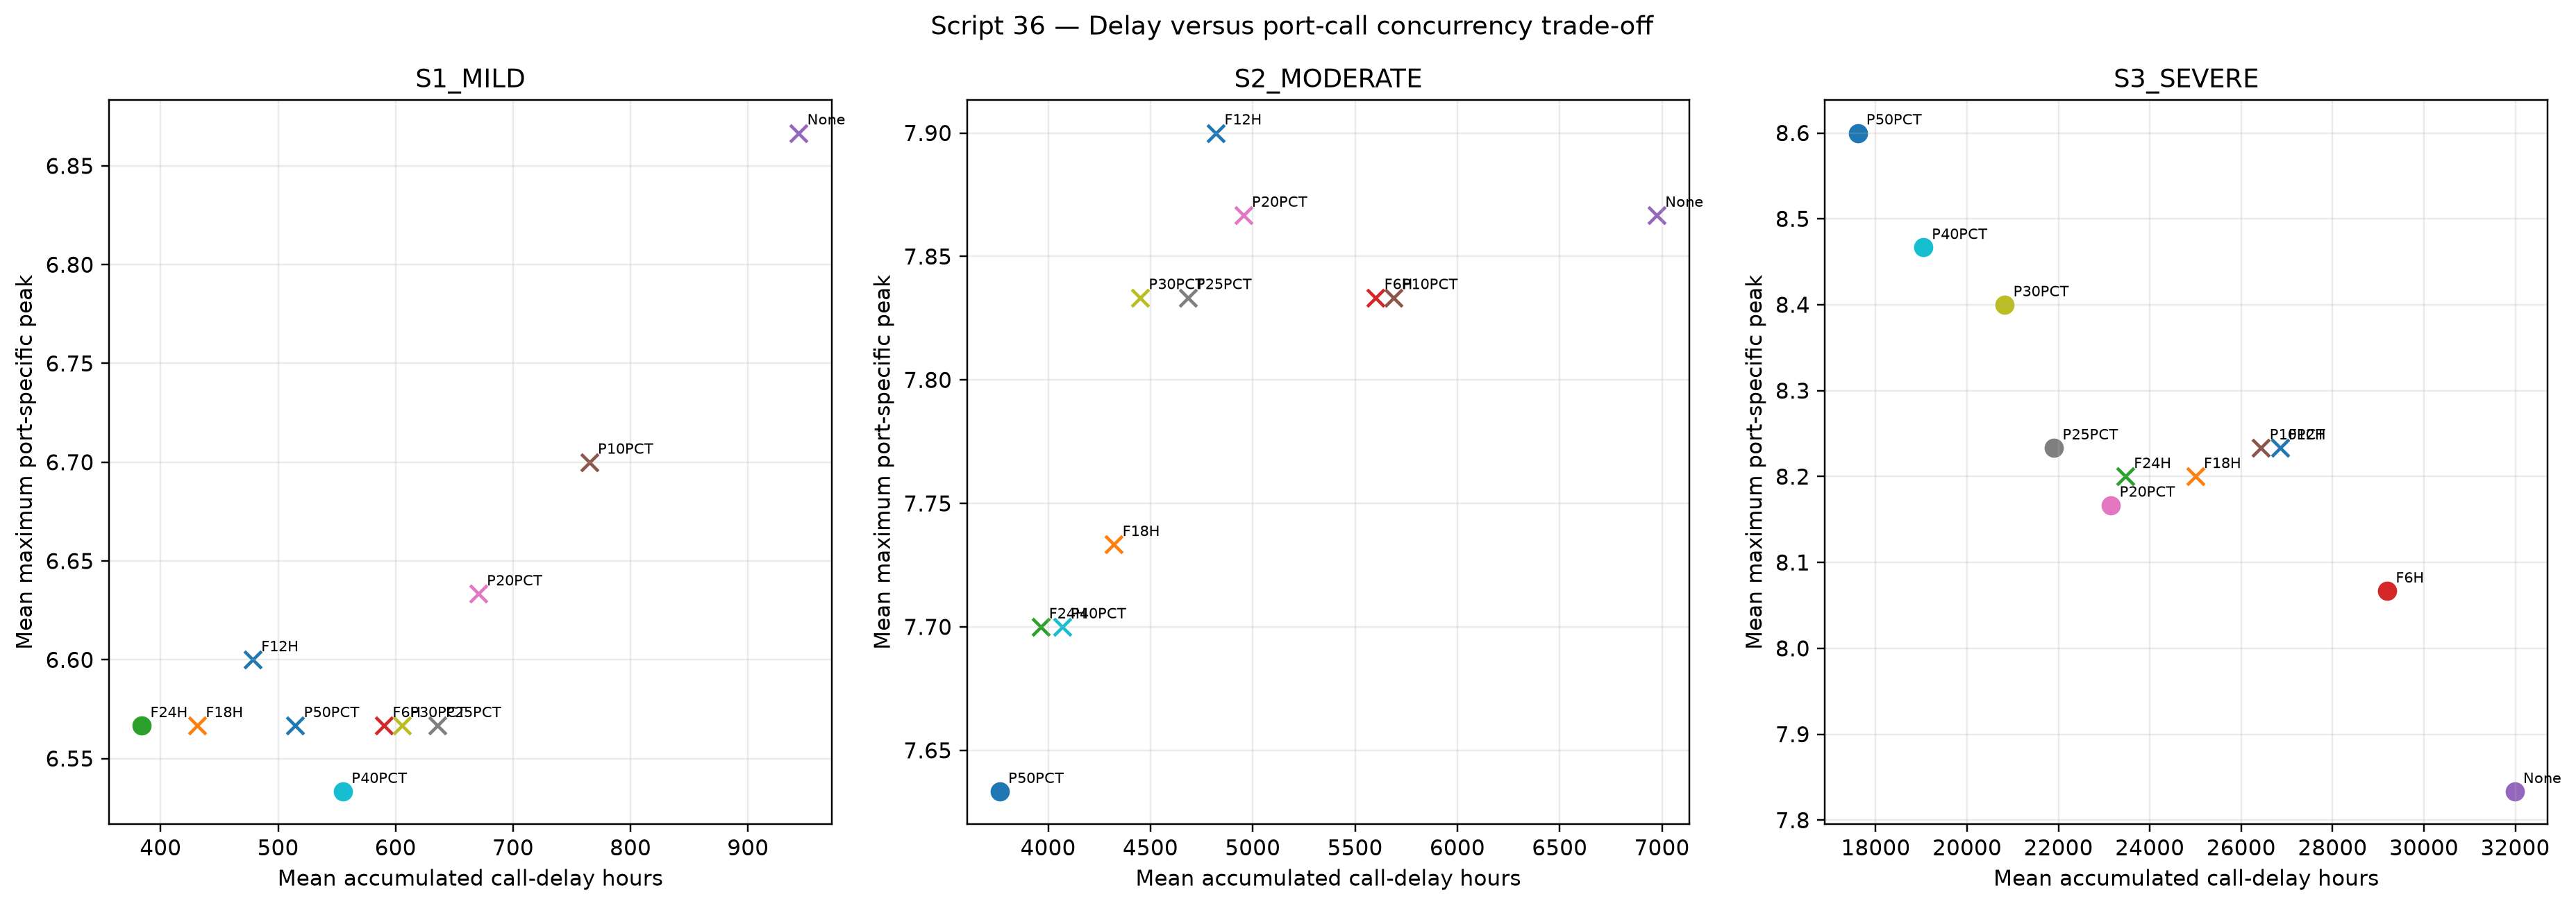 Script 36 — Delay versus port-call concurrency trade-off
S1_MILD
Mean maximum port-specific peak
6.85
6.80
6.75
6.70
6.65
6.60
6.55
None
P10PCT
P20PCT
F12H
F24H
F18H
P50PCT
F6H
P30PCT
P25PCT
P40PCT
400
500
600
700
800
900
Mean accumulated call-delay hours
S2_MODERATE
Mean maximum port-specific peak
7.90
7.85
7.80
7.75
7.70
7.65
F12H
P20PCT
None
P30PCT
P25PCT
F6H
P10PCT
F18H
F24H
P40PCT
P50PCT
4000
4500
5000
5500
6000
6500
7000
Mean accumulated call-delay hours
S3_SEVERE
Mean maximum port-specific peak
8.6
8.5
8.4
8.3
8.2
8.1
8.0
7.9
7.8
P50PCT
P40PCT
P30PCT
P25PCT
P10PCT
F12H
F24H
F18H
P20PCT
F6H
None
18000
20000
22000
24000
26000
28000
30000
32000
Mean accumulated call-delay hours